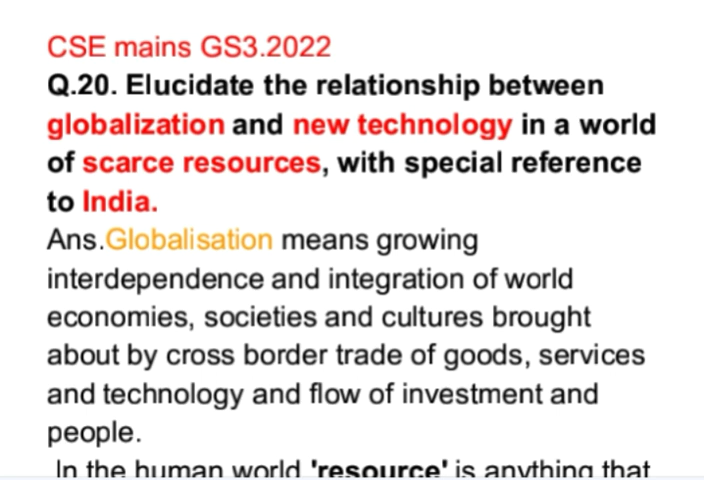 CSE mains GS3.2022
Q.20. Elucidate the relationship between
globalization and new technology in a world
of scarce resources, with special reference
to India.
Ans.Globalisation means growing
interdependence and integration of world
economies, societies and cultures brought
about by cross border trade of goods, services
and technology and flow of investment and
people.
In the human world 'resource' is anything that